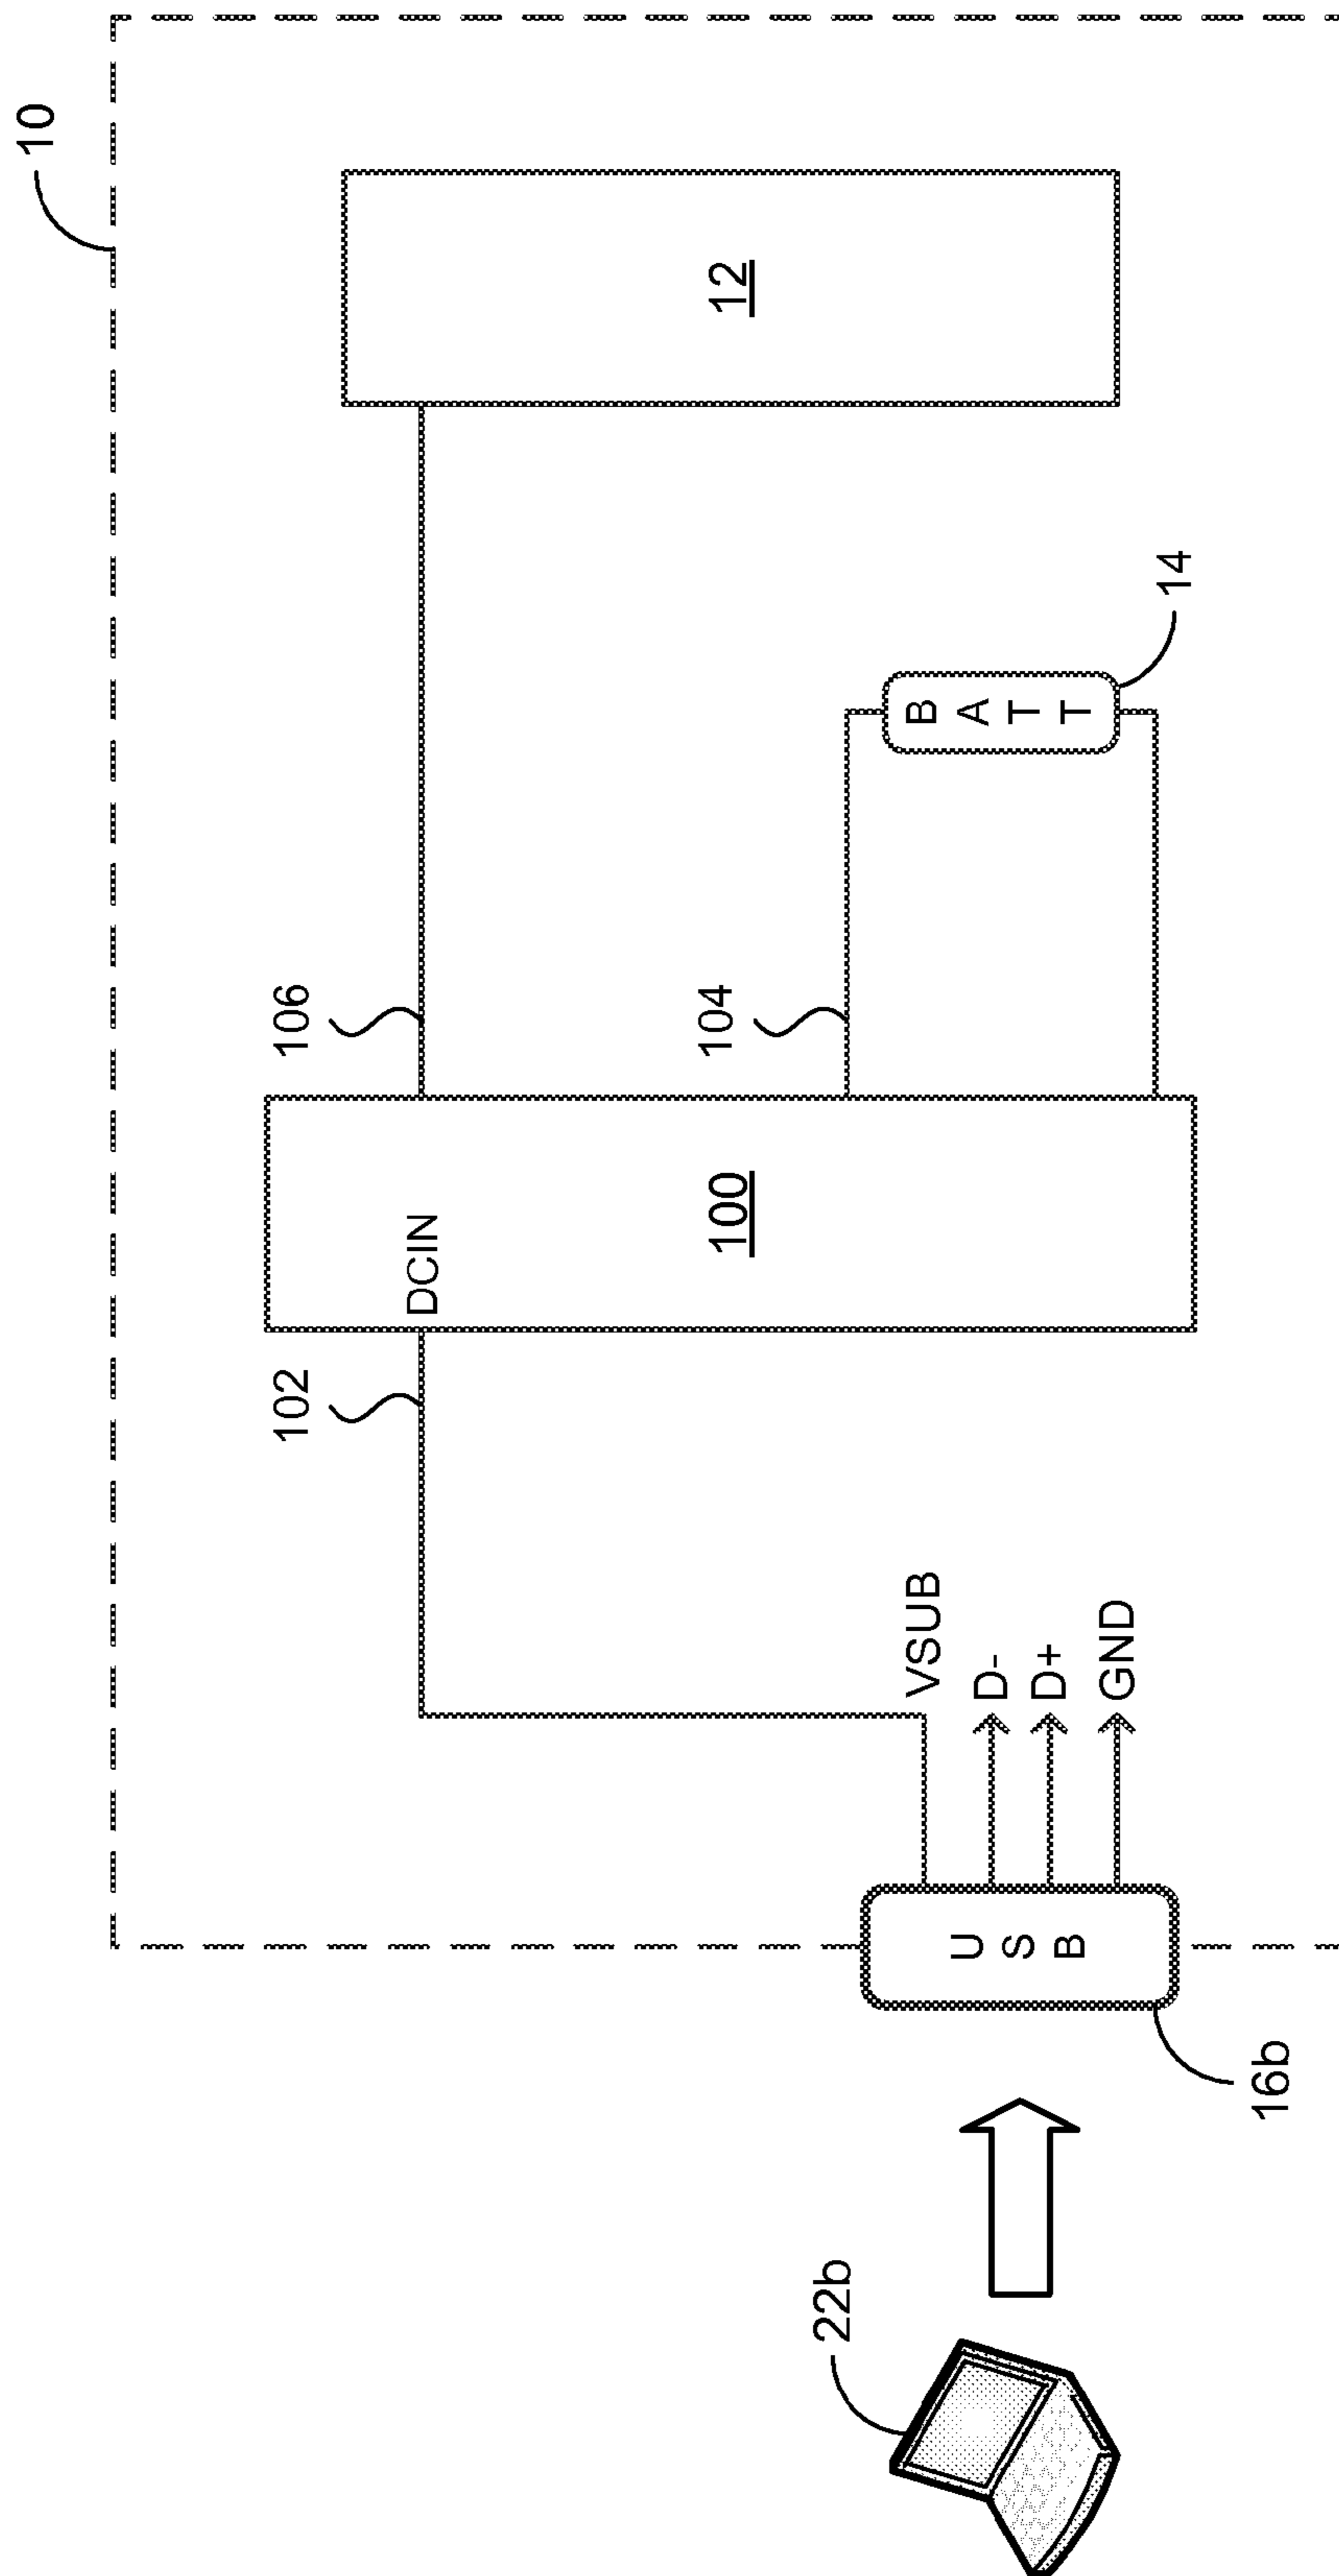 10
106
12
102
DCIN
100
104
BATT
14
VSUB
D-
D+
GND
USB
22b
16b